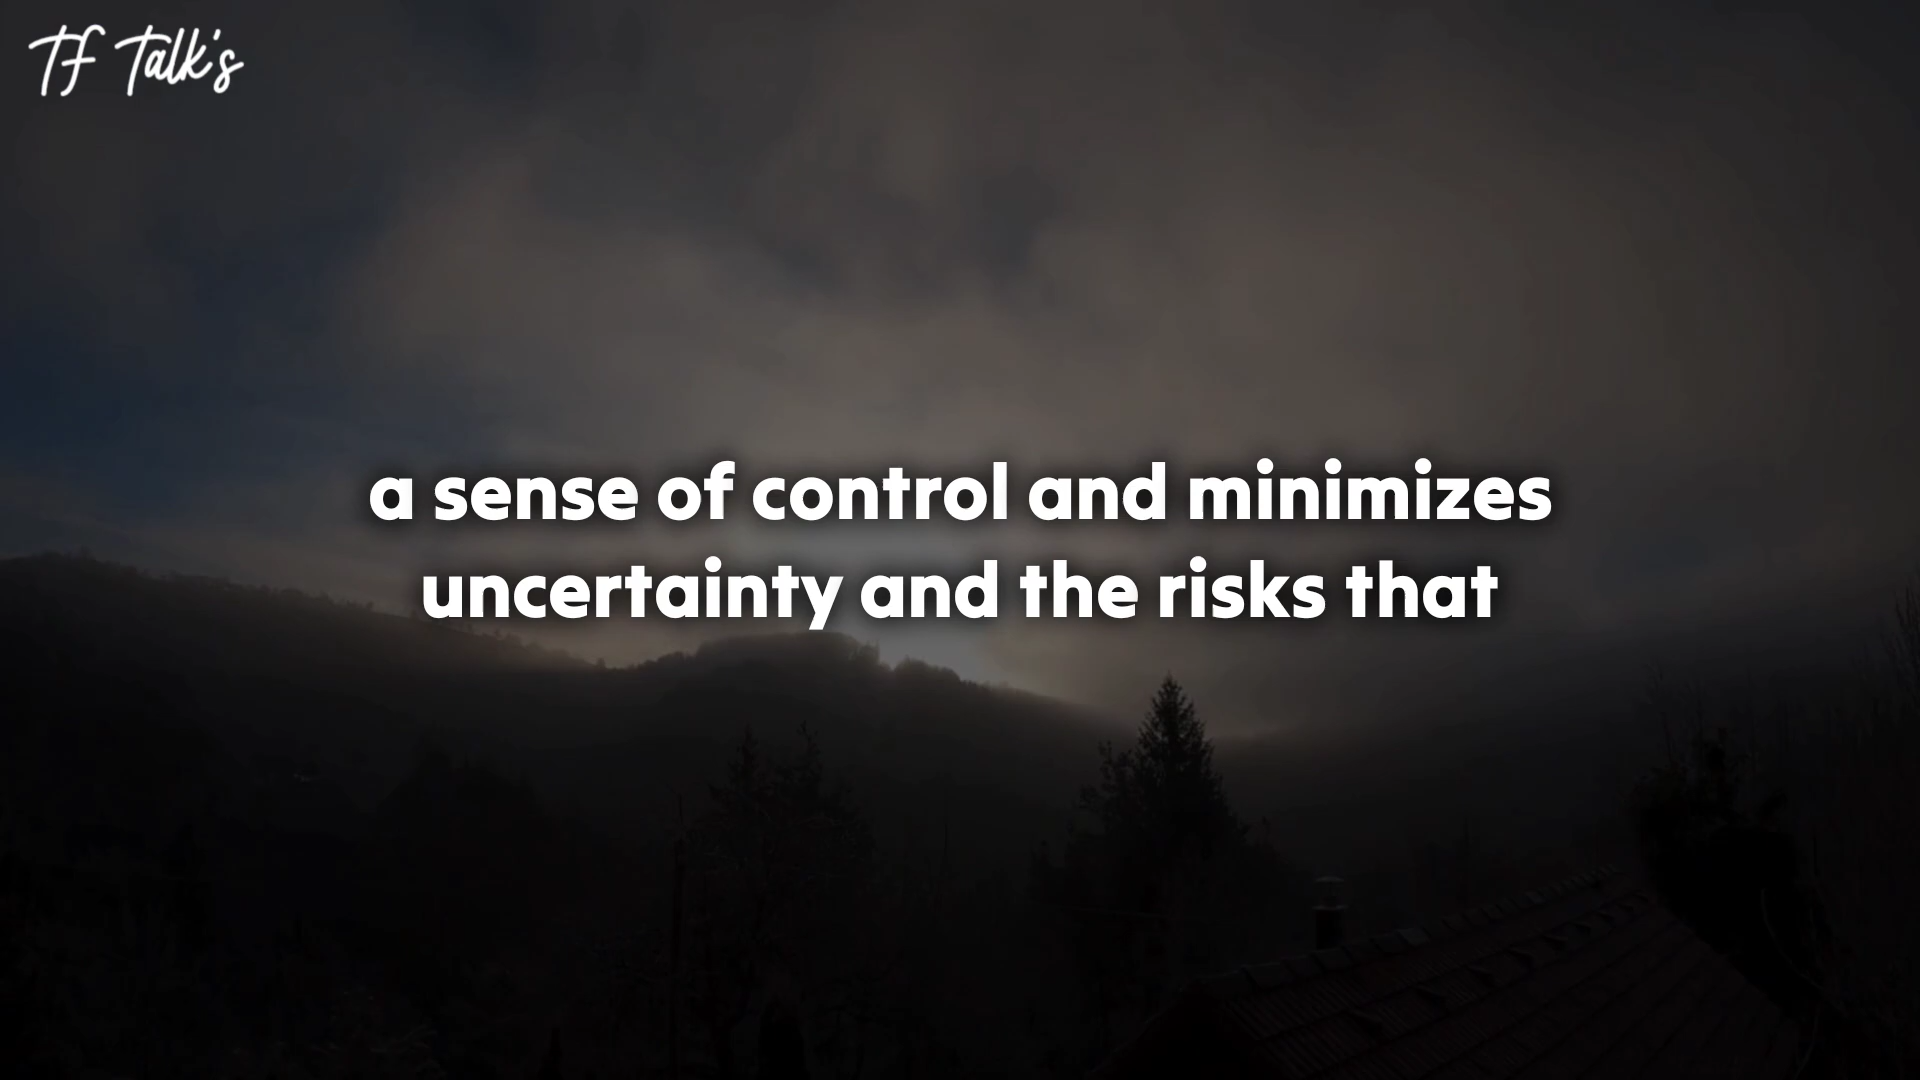 TF Talk's
a sense of control and minimizes
uncertainty and the risks that